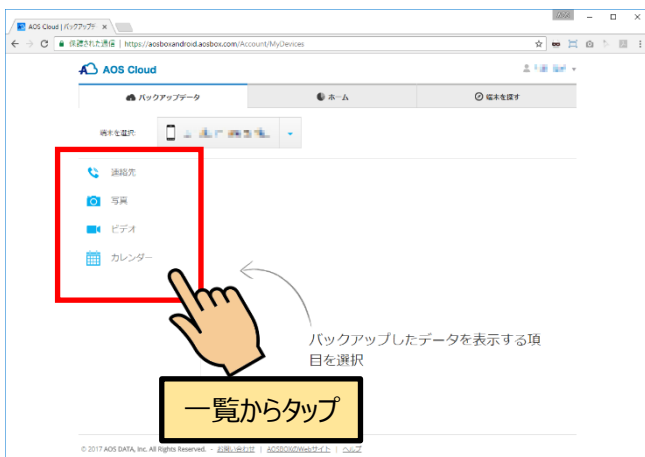 AOS Cloud | バックアップデ
保護された通信 | https://aosboxandroid.aosbox.com/Account/MyDevices
AOS Cloud
バックアップデータ
ホーム
端末を探す
端末を選択:
連絡先
写真
ビデオ
カレンダー
バックアップしたデータを表示する項
目を選択
一覧からタップ
© 2017 AOS DATA, Inc. All Rights Reserved. - お問い合わせ | AOSBOXのWebサイト | ヘルプ